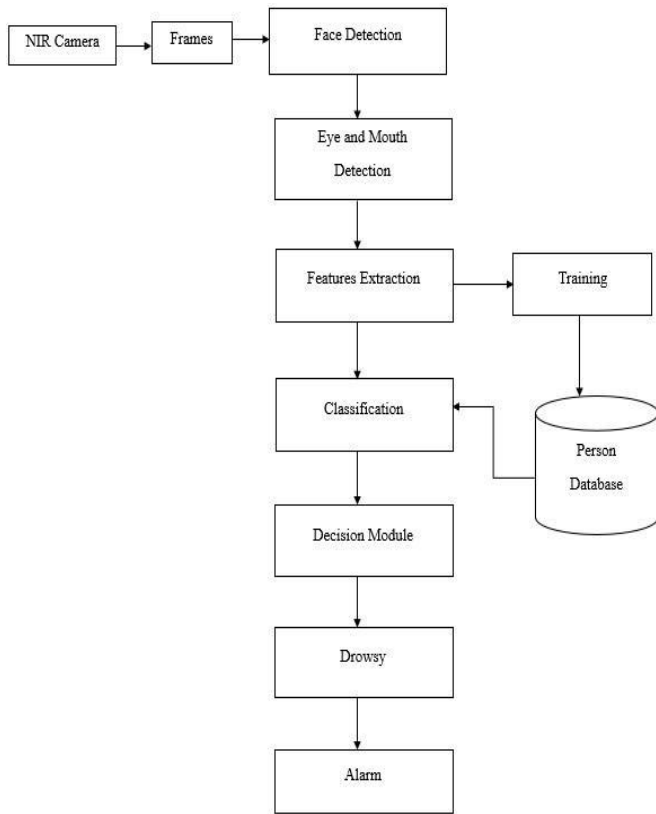 NIR Camera
Frames
Face Detection
Eye and Mouth
Detection
Features Extraction
Training
Classification
Person
Database
Decision Module
Drowsy
Alarm